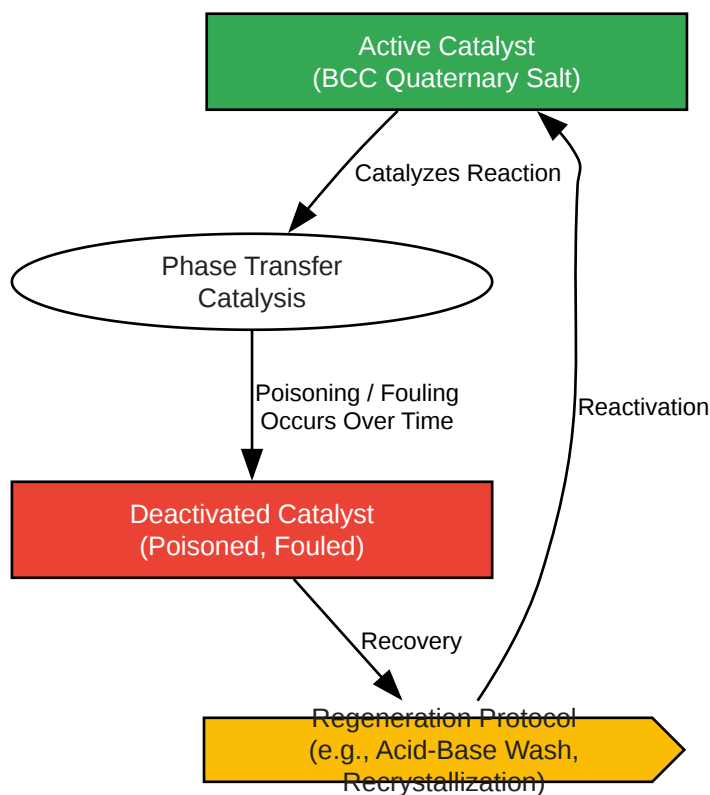 Active Catalyst
(BCC Quaternary Salt)
Catalyzes Reaction
Phase Transfer
Catalysis
Poisoning / Fouling
Occurs Over Time
Reactivation
Deactivated Catalyst
(Poisoned, Fouled)
Recovery
Regeneration Protocol
(e.g., Acid-Base Wash,
Recrystallization)